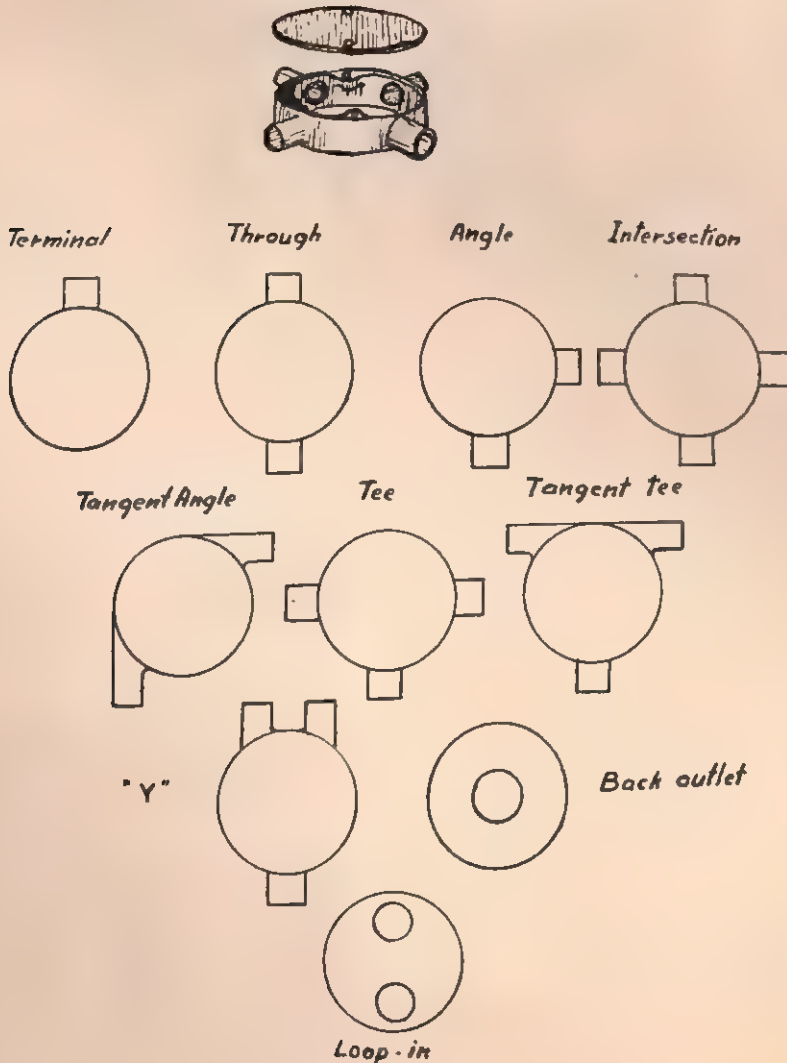 Terminal
Through
Angle
Intersection
Tangent Angle
Tee
Tangent tee
"Y"
Back outlet
Loop-in